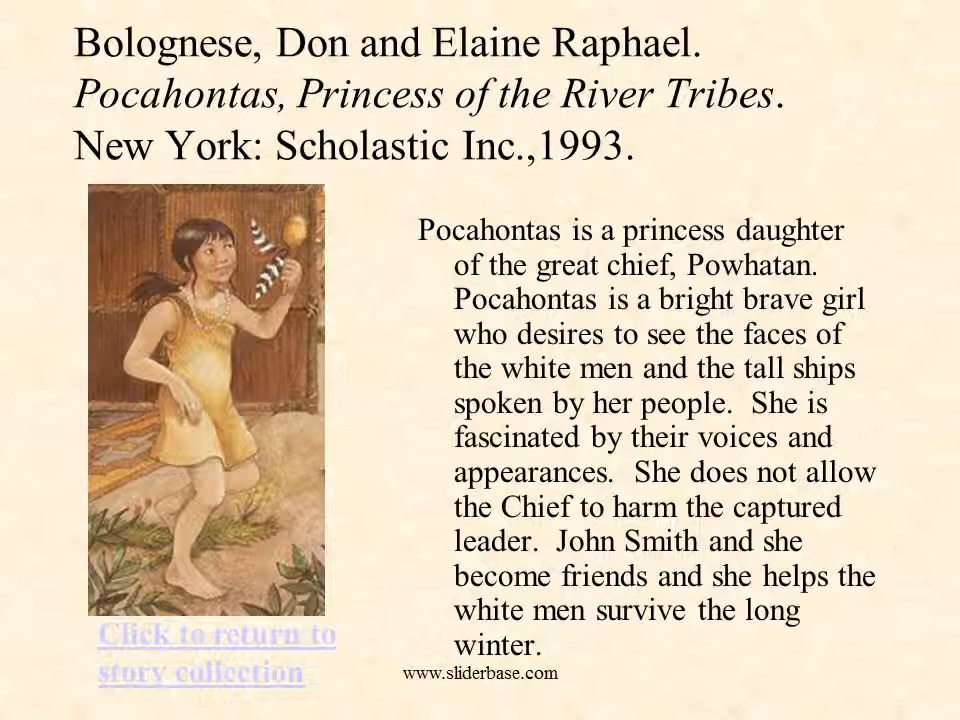 Bolognese, Don and Elaine Raphael.
Pocahontas, Princess of the River Tribes.
New York: Scholastic Inc.,1993.
Pocahontas is a princess daughter
of the great chief, Powhatan.
Pocahontas is a bright brave girl
who desires to see the faces of
the white men and the tall ships
spoken by her people.  She is
fascinated by their voices and
appearances.  She does not allow
the Chief to harm the captured
leader.  John Smith and she
become friends and she helps the
white men survive the long
winter.
Click to return to
story collection
www.sliderbase.com